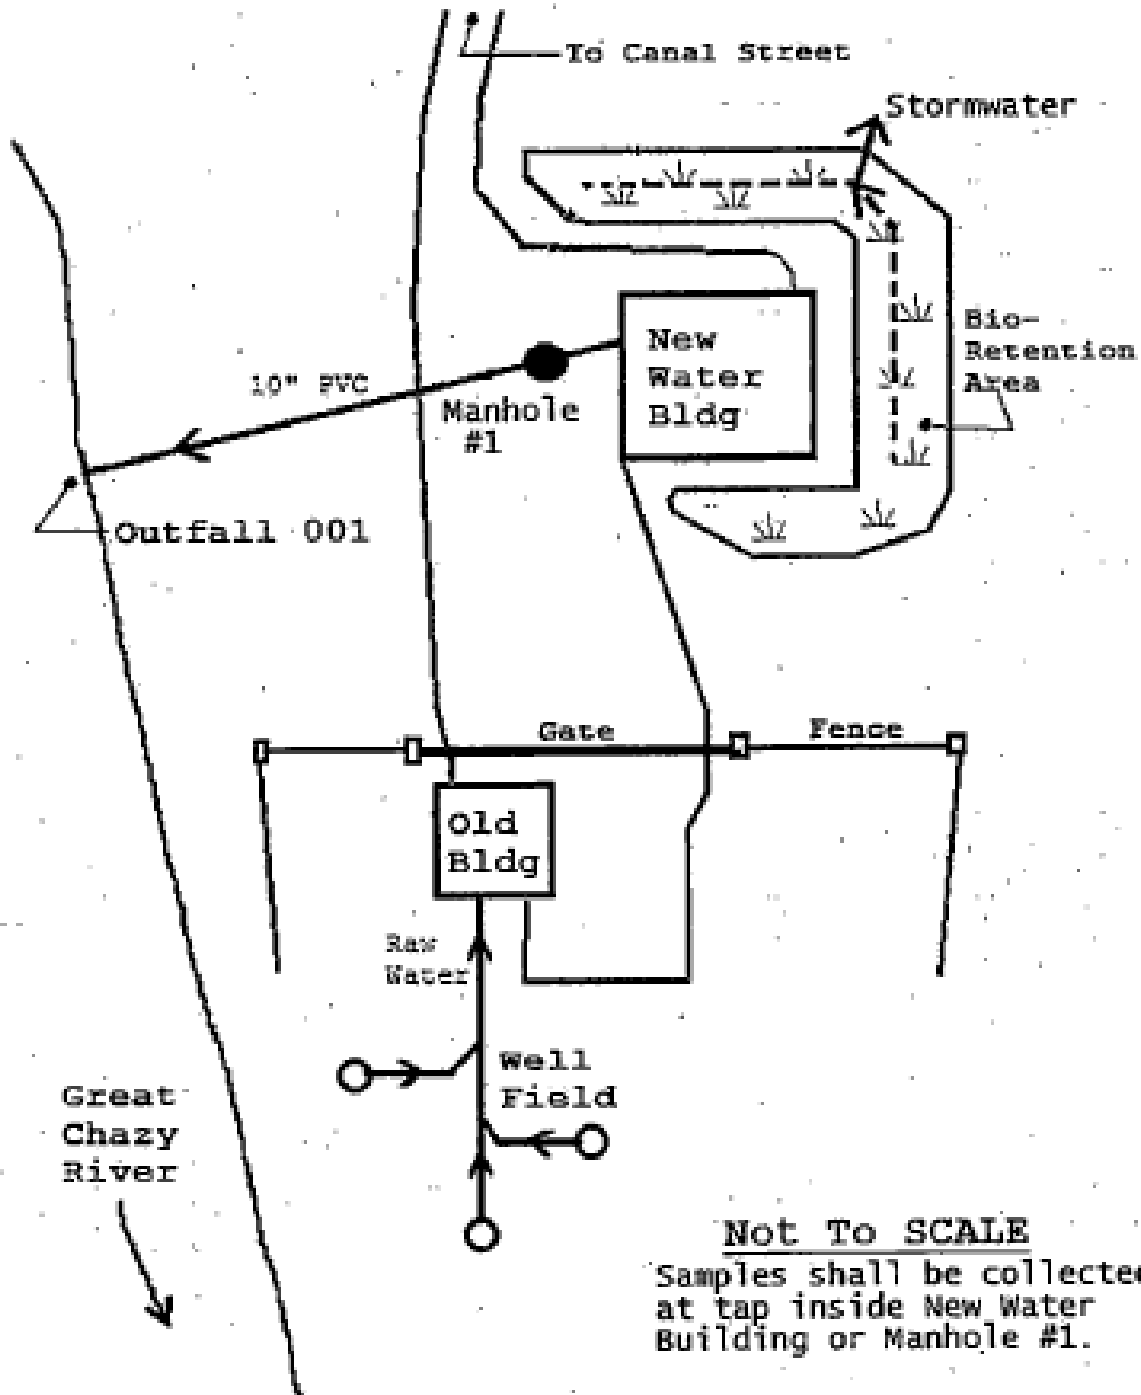 To Canal Street
Stormwater
New
Water
Bldg
Bio-
Retention
Area
10" PVC
Manhole
#1
Outfall 001
Gate
Fence
Old
Bldg
Raw
Water
Well
Field
Great
Chazy
River
Not To SCALE
Samples shall be collected
at tap inside New Water
Building or Manhole #1.